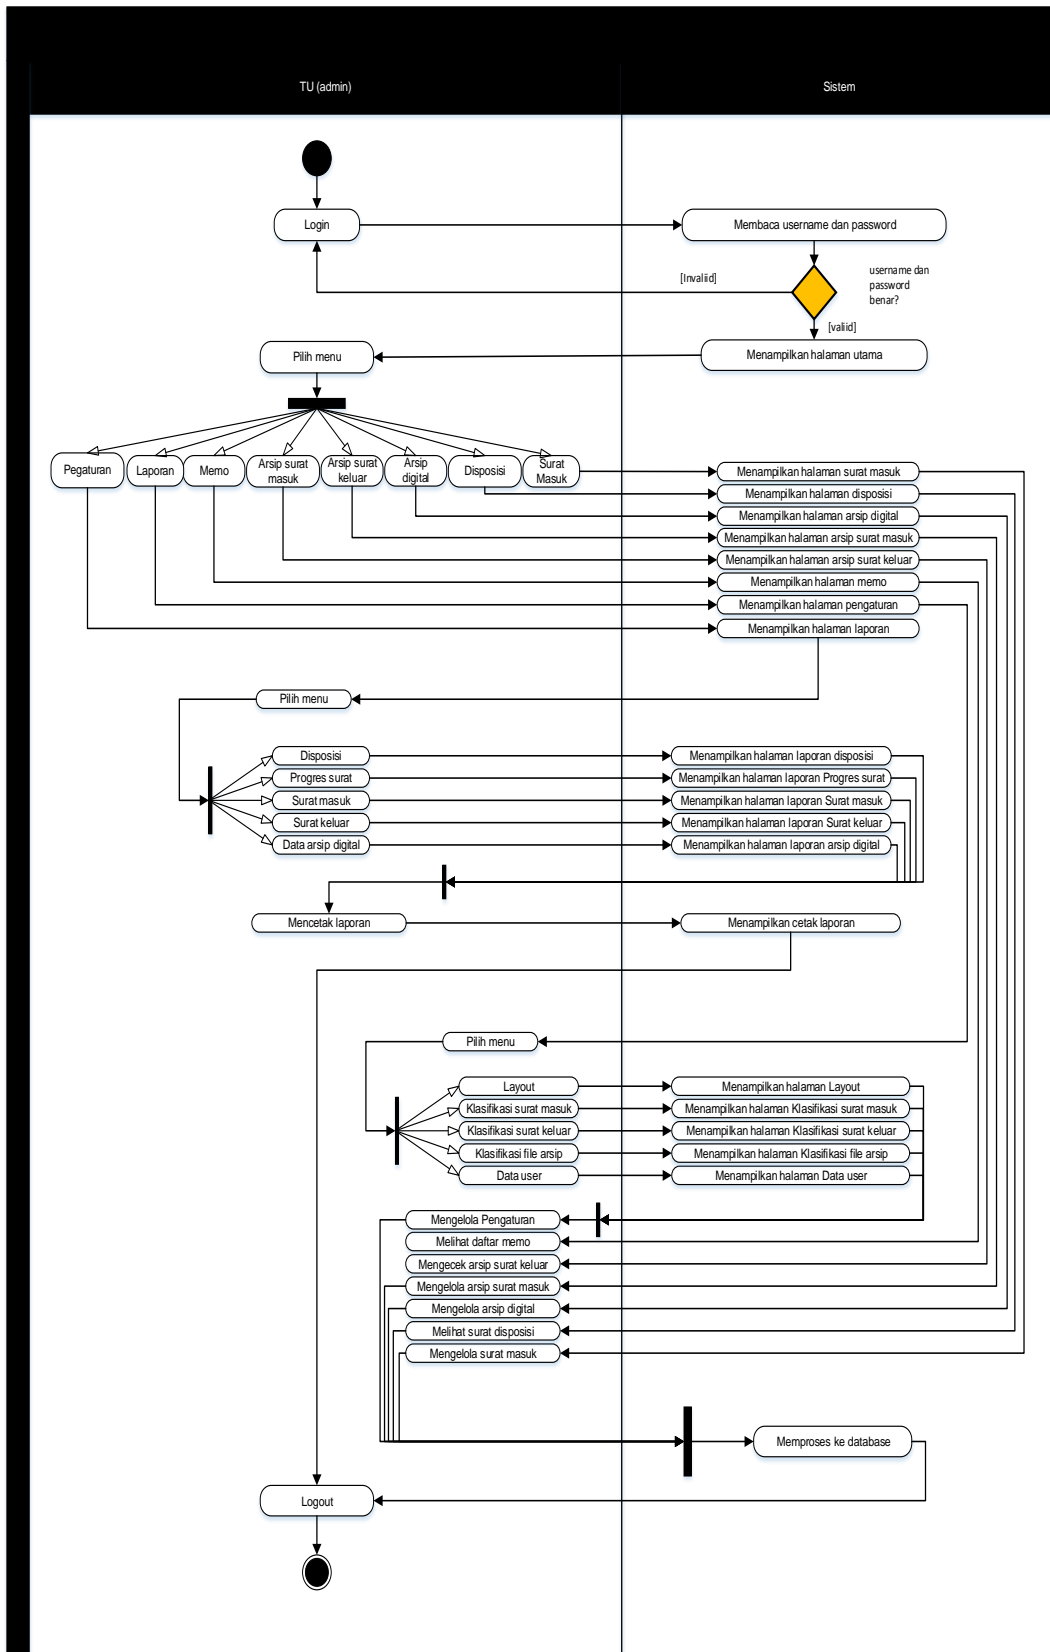 TU (admin)
Sistem
Login
Membaca username dan password
[Invaliid]
username dan
password
benar?
[valiid]
Pilih menu
Menampilkan halaman utama
Pegaturan
Laporan
Memo
Arsip surat
masuk
Arsip surat
keluar
Arsip
digital
Disposisi
Surat
Masuk
Menampilkan halaman surat masuk
Menampilkan halaman disposisi
Menampilkan halaman arsip digital
Menampilkan halaman arsip surat masuk
Menampilkan halaman arsip surat keluar
Menampilkan halaman memo
Menampilkan halaman pengaturan
Menampilkan halaman laporan
Pilih menu
Disposisi
Menampilkan halaman laporan disposisi
Progres surat
Menampilkan halaman laporan Progres surat
Surat masuk
Menampilkan halaman laporan Surat masuk
Surat keluar
Menampilkan halaman laporan Surat keluar
Data arsip digital
Menampilkan halaman laporan arsip digital
Mencetak laporan
Menampilkan cetak laporan
Pilih menu
Layout
Menampilkan halaman Layout
Klasifikasi surat masuk
Menampilkan halaman Klasifikasi surat masuk
Klasifikasi surat keluar
Menampilkan halaman Klasifikasi surat keluar
Klasifikasi file arsip
Menampilkan halaman Klasifikasi file arsip
Data user
Menampilkan halaman Data user
Mengelola Pengaturan
Melihat daftar memo
Mengecek arsip surat keluar
Mengelola arsip surat masuk
Mengelola arsip digital
Melihat surat disposisi
Mengelola surat masuk
Memproses ke database
Logout